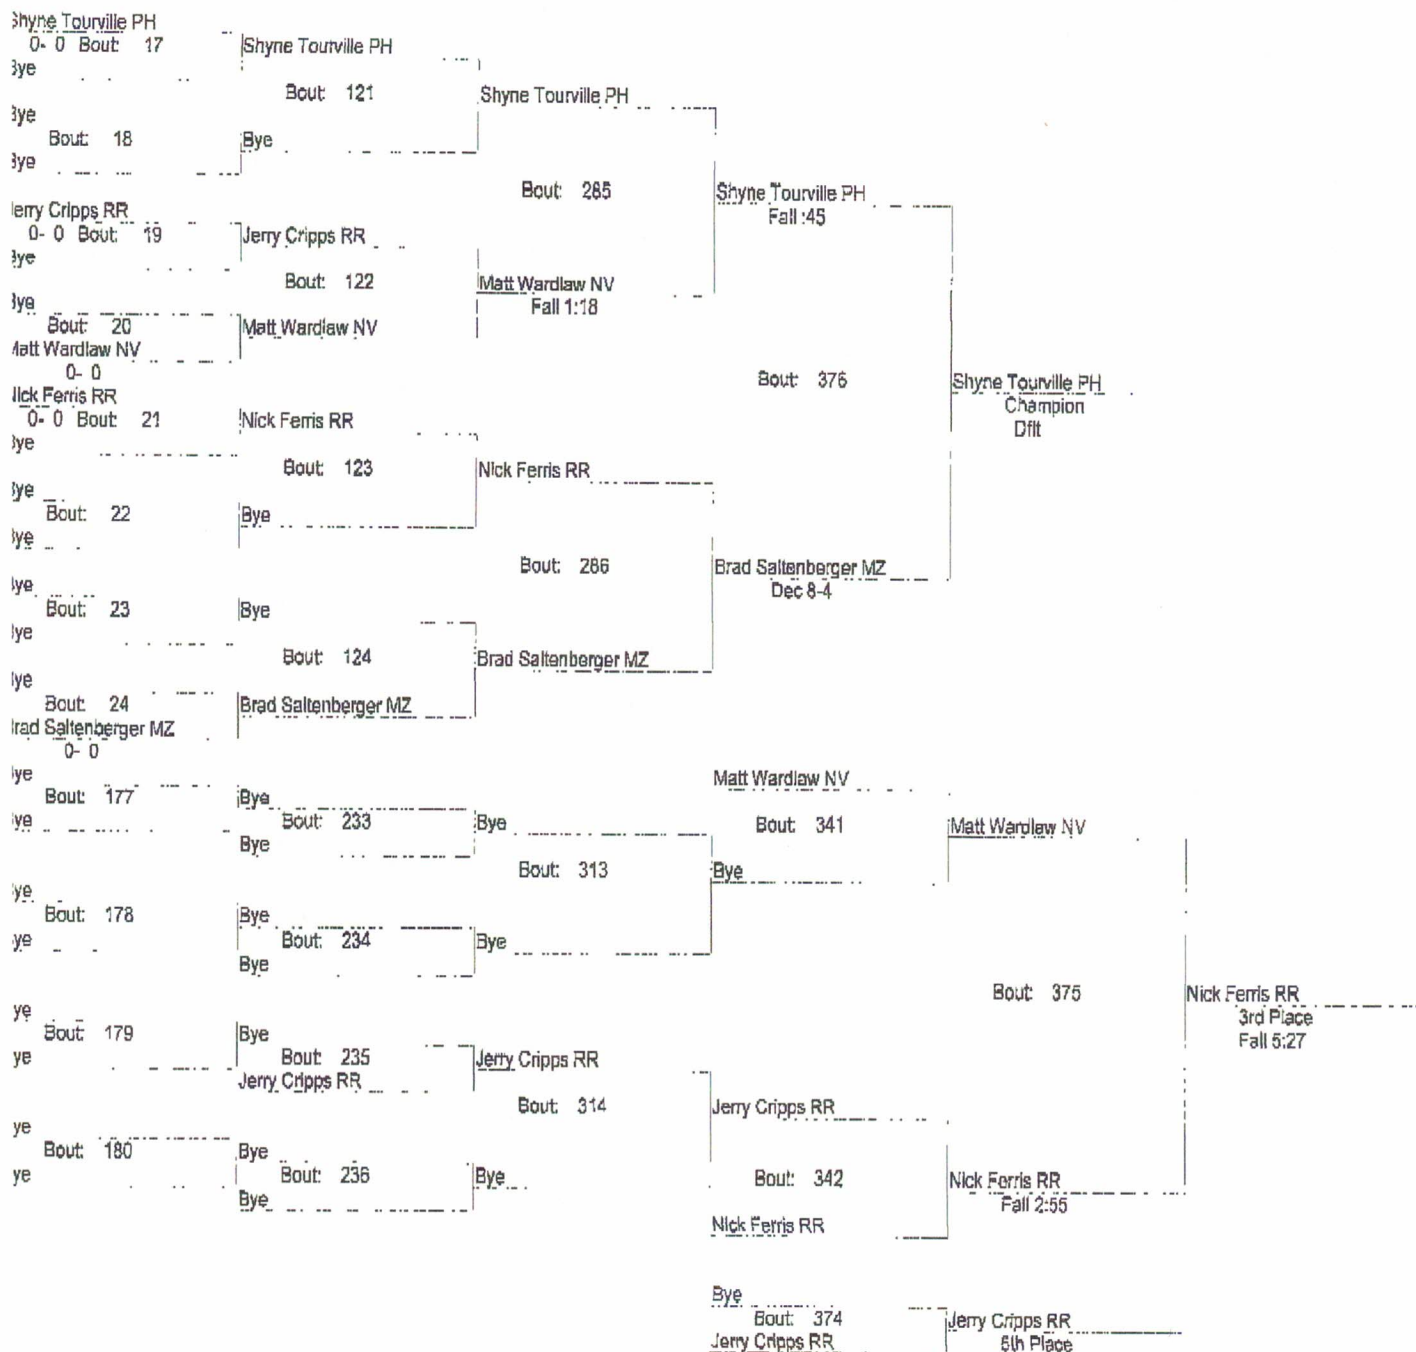 Shyne Tourville PH
0- 0 Bout: 17 Shyne Tourville PH
Bye
Bout: 121 Shyne Tourville PH
Bye
Bout: 18 Bye
Bye
Bout: 285 Shyne Tourville PH
Fall :45
Jerry Cripps RR
0- 0 Bout: 19 Jerry Cripps RR
Bye
Bout: 122 Matt Wardlaw NV
Fall 1:18
Bye
Bout: 20 Matt Wardlaw NV
Matt Wardlaw NV
0- 0
Bout: 376 Shyne Tourville PH
Champion
Dflt
Nick Ferris RR
0- 0 Bout: 21 Nick Ferris RR
Bye
Bout: 123 Nick Ferris RR
Bye
Bout: 22 Bye
Bye
Bout: 286 Brad Saltenberger MZ
Dec 8-4
Bye
Bout: 23 Bye
Bye
Bout: 124 Brad Saltenberger MZ
Bye
Bout: 24 Brad Saltenberger MZ
Brad Saltenberger MZ
0- 0
Bye Matt Wardlaw NV
Bout: 177 Bye
Bye Bout: 233 Bye Bout: 341 Matt Wardlaw NV
Bye
Bout: 313 Bye
Bye
Bout: 178 Bye
Bye Bout: 234 Bye
Bye
Bout: 375 Nick Ferris RR
3rd Place
Fall 5:27
Bye
Bout: 179 Bye
Bye Bout: 235 Jerry Cripps RR
Jerry Cripps RR
Bout: 314 Jerry Cripps RR
Bye
Bout: 180 Bye
Bye Bout: 236 Bye Bout: 342 Nick Ferris RR
Bye Fall 2:55
Nick Ferris RR
Bye
Bout: 374 Jerry Cripps RR
Jerry Cripps RR 5th Place